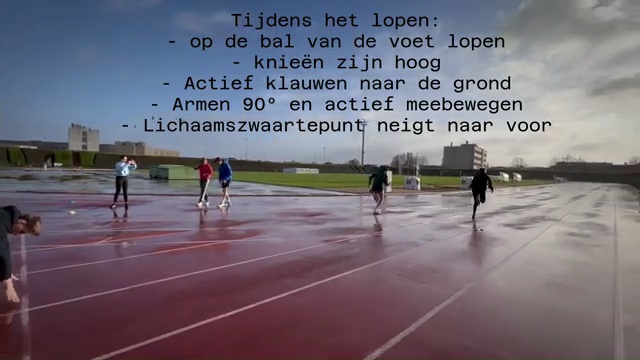 Tijdens het lopen:
- op de bal van de voet lopen
- knieën zijn hoog
- Actief klauwen naar de grond
- Armen 90° en actief meebewegen
- Lichaamszwaartepunt neigt naar voor